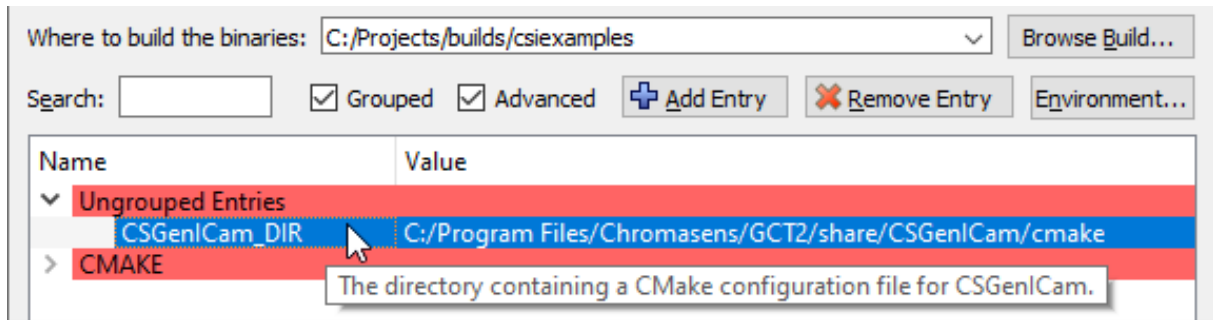 Where to build the binaries: C:/Projects/builds/csiexamples Browse Build...
Search: Grouped Advanced Add Entry Remove Entry Environment...
Name Value
Ungrouped Entries
CSGenICam_DIR C:/Program Files/Chromasens/GCT2/share/CSGenICam/cmake
CMAKE
The directory containing a CMake configuration file for CSGenICam.